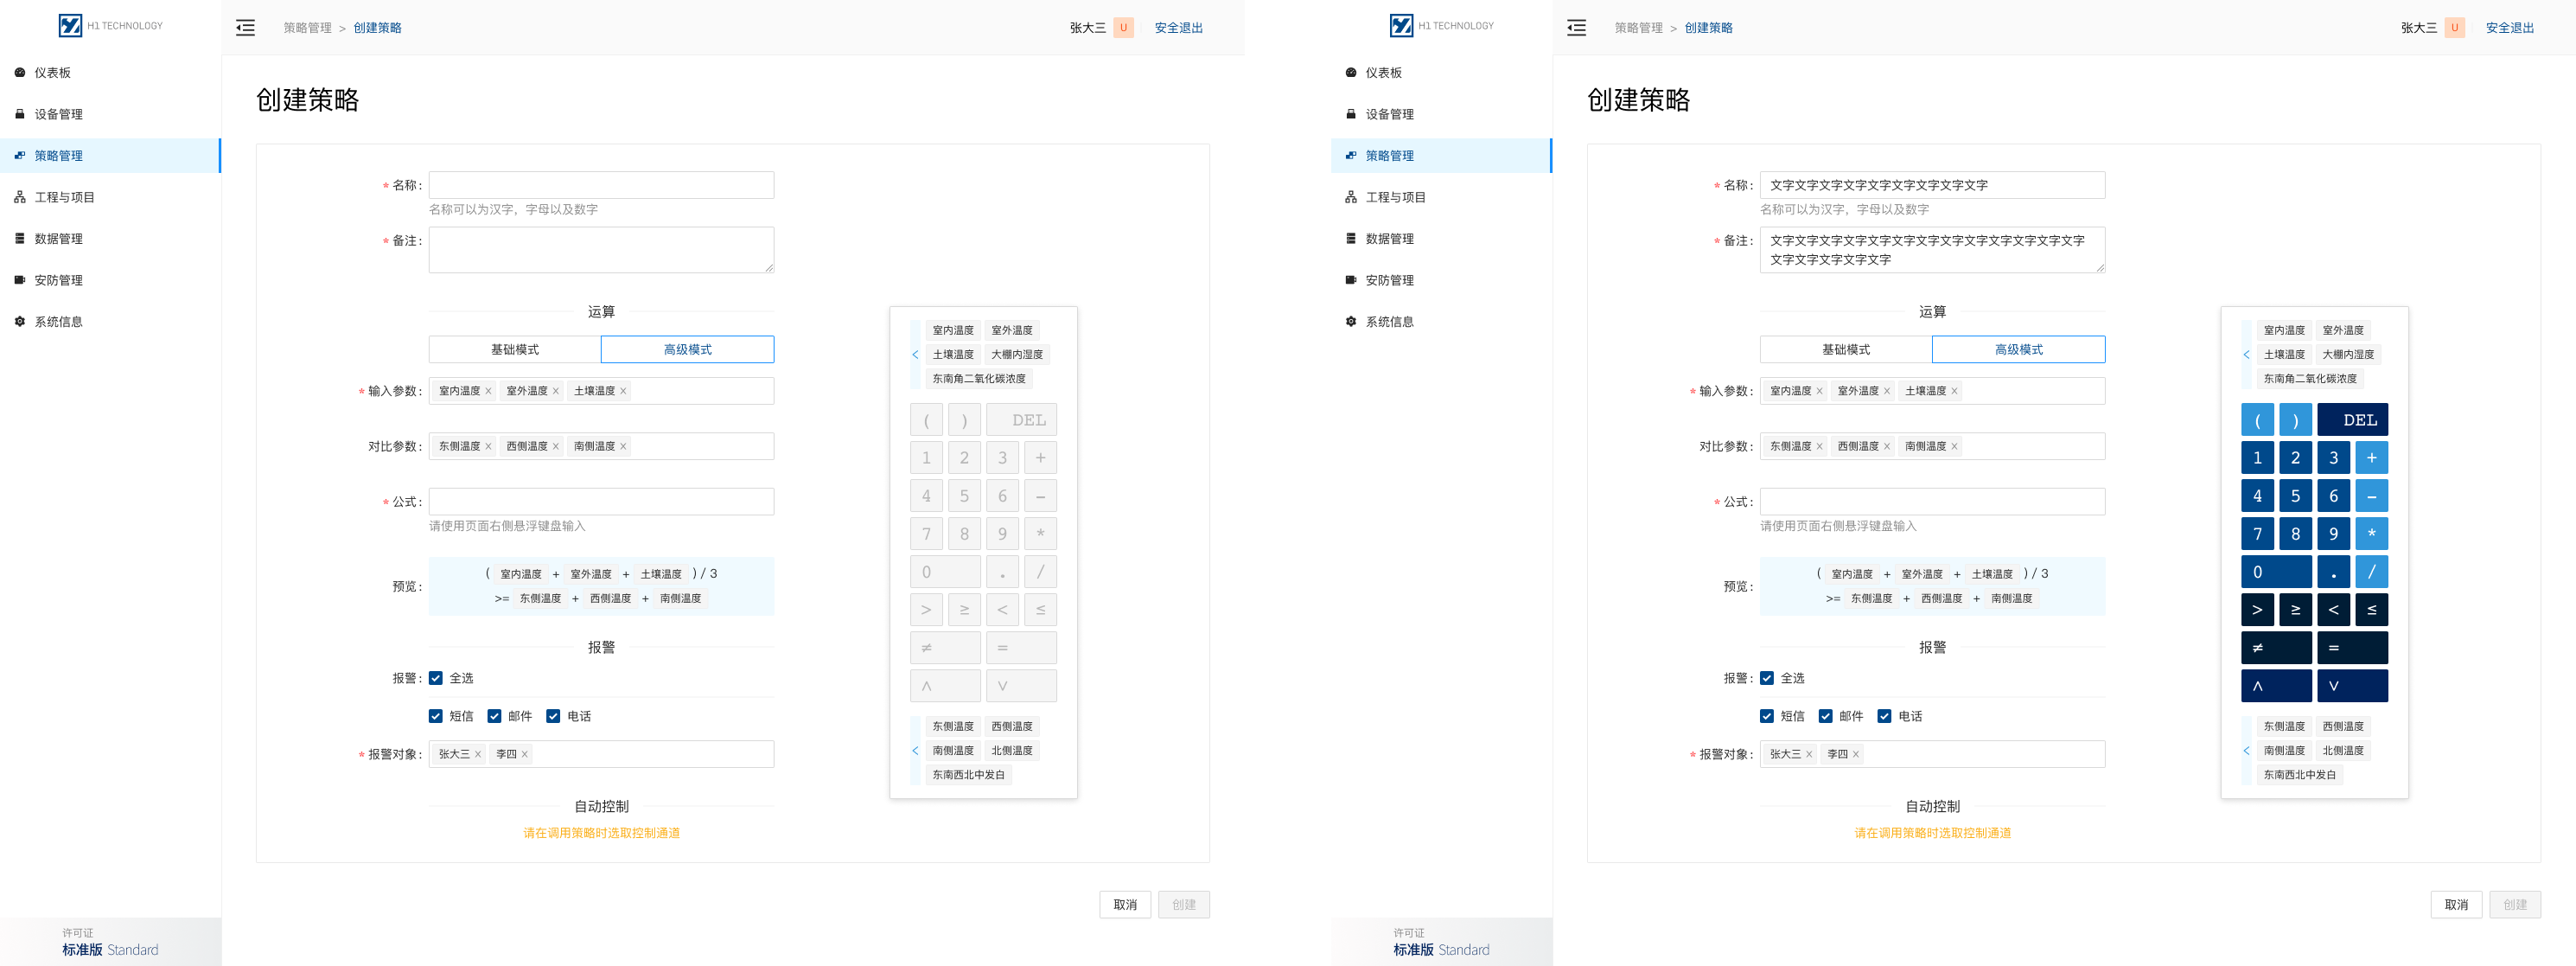 H1 TECHNOLOGY
仪表板
设备管理
策略管理
工程与项目
数据管理
安防管理
系统信息
许可证
标准版 Standard
策略管理 > 创建策略
张大三 U 安全退出
创建策略
* 名称:
名称可以为汉字，字母以及数字
* 备注:
运算
基础模式 高级模式
* 输入参数: 室内温度 × 室外温度 × 土壤温度 ×
对比参数: 东侧温度 × 西侧温度 × 南侧温度 ×
* 公式:
请使用页面右侧悬浮键盘输入
预览: ( 室内温度 + 室外温度 + 土壤温度 ) / 3
>= 东侧温度 + 西侧温度 + 南侧温度
报警
报警: 全选
短信 邮件 电话
* 报警对象: 张大三 × 李四 ×
自动控制
请在调用策略时选取控制通道
室内温度 室外温度
< 土壤温度 大棚内湿度
东南角二氧化碳浓度
( ) DEL
1 2 3 +
4 5 6 -
7 8 9 *
0 . /
> ≥ < ≤
≠ =
∧ ∨
东侧温度 西侧温度
< 南侧温度 北侧温度
东南西北中发白
取消 创建
H1 TECHNOLOGY
仪表板
设备管理
策略管理
工程与项目
数据管理
安防管理
系统信息
许可证
标准版 Standard
策略管理 > 创建策略
张大三 U 安全退出
创建策略
* 名称: 文字文字文字文字文字文字文字文字文字
名称可以为汉字，字母以及数字
* 备注: 文字文字文字文字文字文字文字文字文字文字文字文字文字
文字文字文字文字文字
运算
基础模式 高级模式
* 输入参数: 室内温度 × 室外温度 × 土壤温度 ×
对比参数: 东侧温度 × 西侧温度 × 南侧温度 ×
* 公式:
请使用页面右侧悬浮键盘输入
预览: ( 室内温度 + 室外温度 + 土壤温度 ) / 3
>= 东侧温度 + 西侧温度 + 南侧温度
报警
报警: 全选
短信 邮件 电话
* 报警对象: 张大三 × 李四 ×
自动控制
请在调用策略时选取控制通道
室内温度 室外温度
< 土壤温度 大棚内湿度
东南角二氧化碳浓度
( ) DEL
1 2 3 +
4 5 6 -
7 8 9 *
0 . /
> ≥ < ≤
≠ =
∧ ∨
东侧温度 西侧温度
< 南侧温度 北侧温度
东南西北中发白
取消 创建